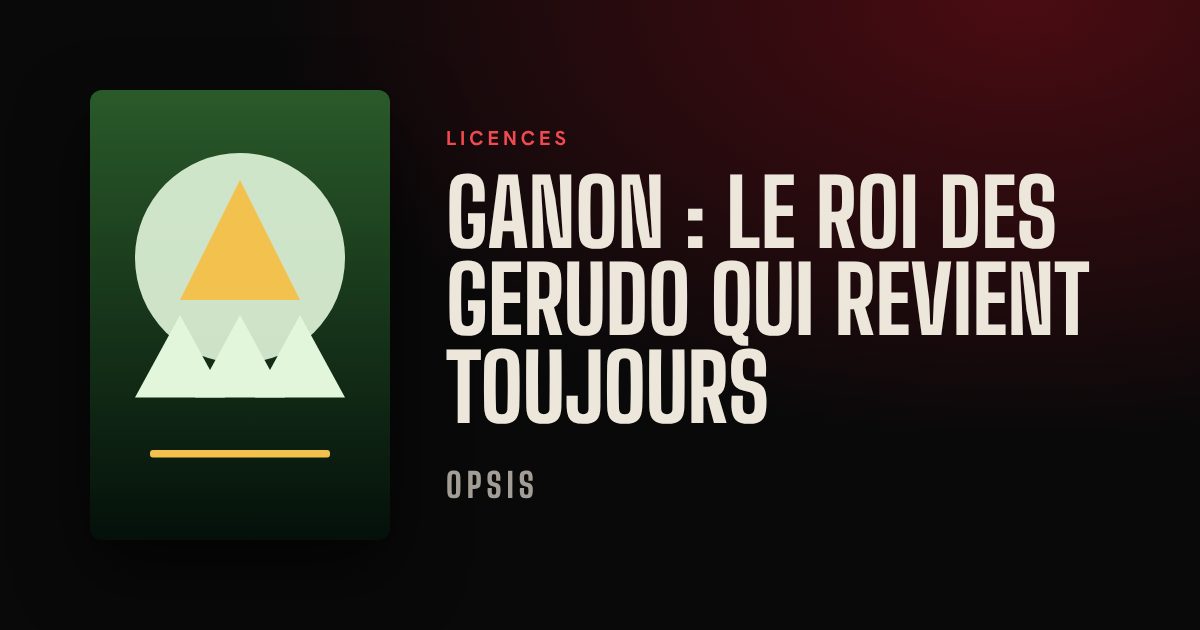 LICENCES
GANON : LE ROI DES
GERUDO QUI REVIENT
TOUJOURS
OPSIS